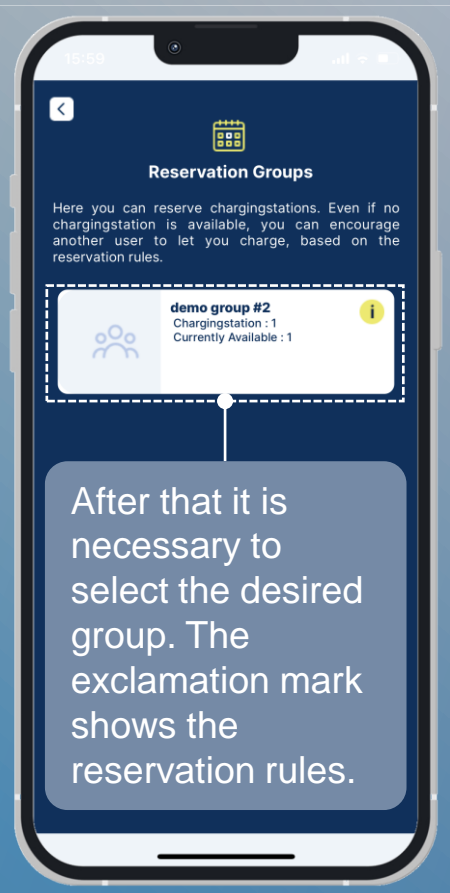 15:59
Reservation Groups
Here you can reserve chargingstations. Even if no
chargingstation is available, you can encourage
another user to let you charge, based on the
reservation rules.
demo group #2
i
Chargingstation : 1
Currently Available : 1
After that it is
necessary to
select the desired
group. The
exclamation mark
shows the
reservation rules.